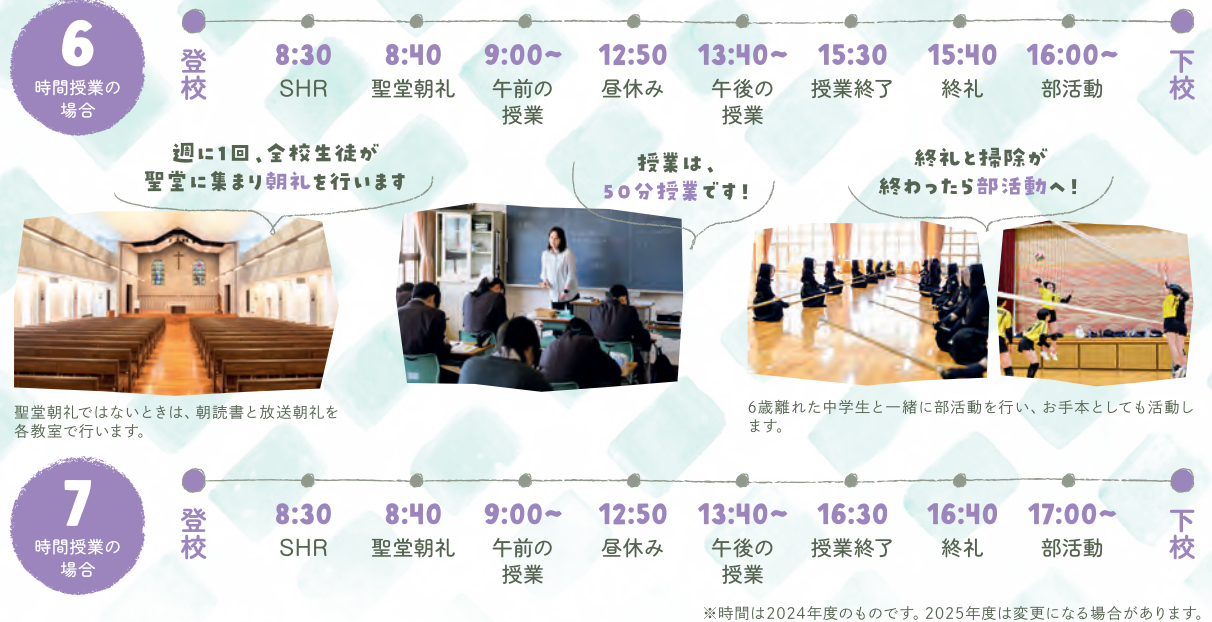 6
時間授業の
場合
登校
8:30
SHR
8:40
聖堂朝礼
9:00~
午前の
授業
12:50
昼休み
13:40~
午後の
授業
15:30
授業終了
15:40
終礼
16:00~
部活動
下校
週に1回、全校生徒が
聖堂に集まり朝礼を行います
授業は、
50分授業です！
終礼と掃除が
終わったら部活動へ！
聖堂朝礼ではないときは、朝読書と放送朝礼を
各教室で行います。
6歳離れた中学生と一緒に部活動を行い、お手本としても活動し
ます。
7
時間授業の
場合
登校
8:30
SHR
8:40
聖堂朝礼
9:00~
午前の
授業
12:50
昼休み
13:40~
午後の
授業
16:30
授業終了
16:40
終礼
17:00~
部活動
下校
※時間は2024年度のものです。2025年度は変更になる場合があります。